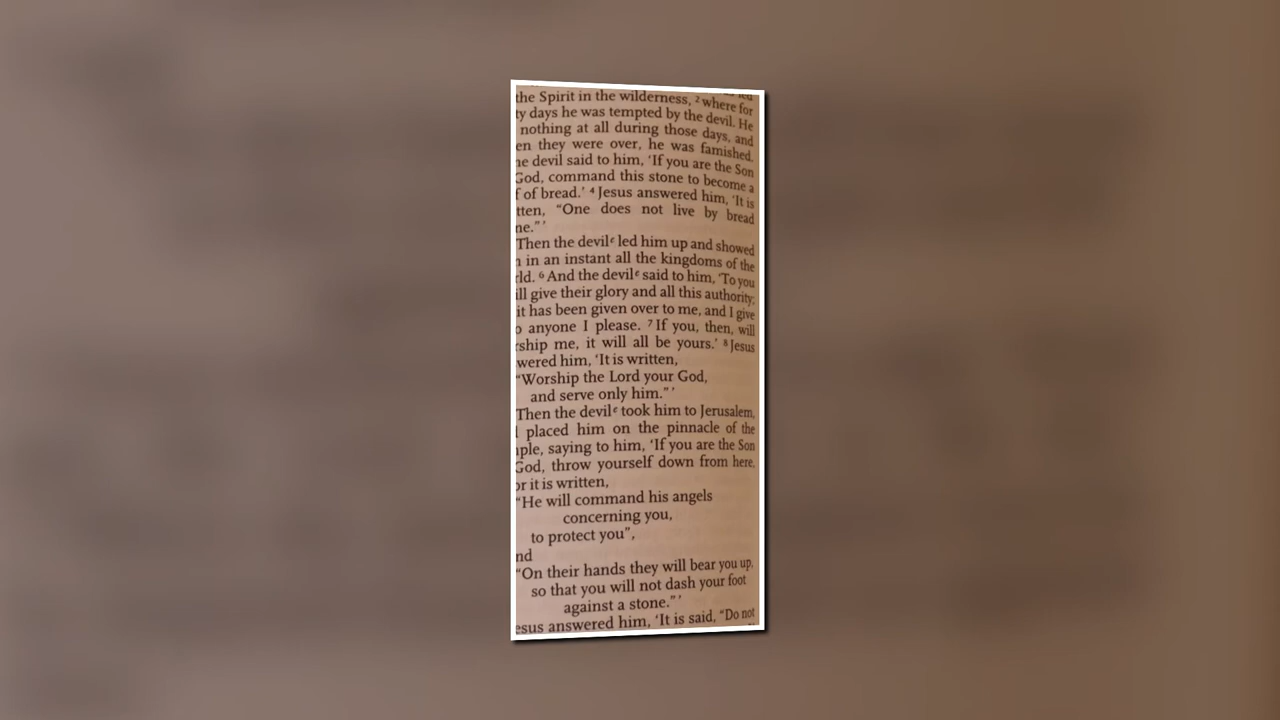 the Spirit in the wilderness, ² where for
ty days he was tempted by the devil. He
nothing at all during those days, and
en they were over, he was famished.
he devil said to him, ‘If you are the Son
God, command this stone to become a
f of bread.’ ⁴ Jesus answered him, ‘It is
tten, “One does not live by bread
ne.” ’
Then the devilᶜ led him up and showed
n in an instant all the kingdoms of the
rld. ⁶ And the devilᵉ said to him, ‘To you
ill give their glory and all this authority;
it has been given over to me, and I give
o anyone I please. ⁷ If you, then, will
rship me, it will all be yours.’ ⁸ Jesus
wered him, ‘It is written,
“Worship the Lord your God,
and serve only him.” ’
Then the devilᶜ took him to Jerusalem,
placed him on the pinnacle of the
ple, saying to him, ‘If you are the Son
God, throw yourself down from here,
or it is written,
“He will command his angels
concerning you,
to protect you”,
nd
“On their hands they will bear you up,
so that you will not dash your foot
against a stone.” ’
esus answered him, ‘It is said, “Do not